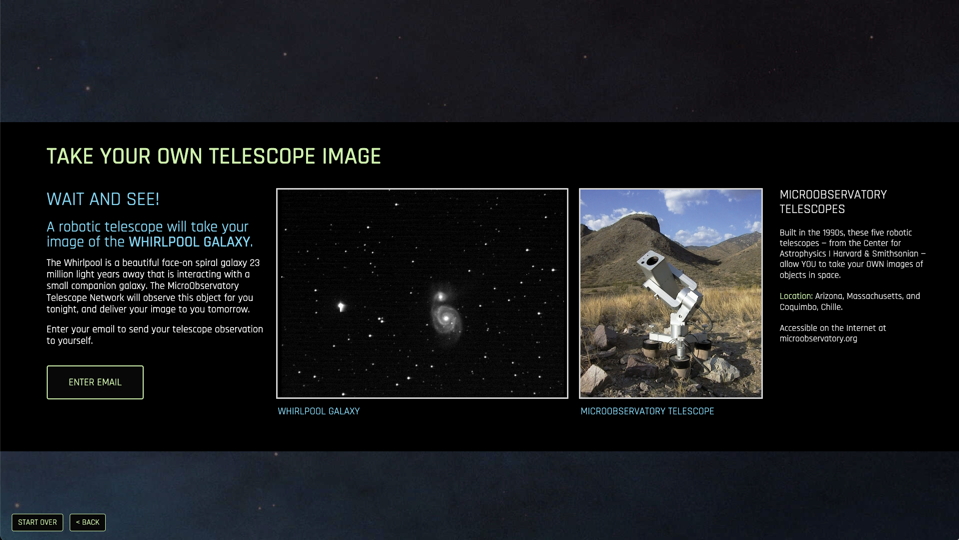 TAKE YOUR OWN TELESCOPE IMAGE
WAIT AND SEE!
A robotic telescope will take your
image of the WHIRLPOOL GALAXY.
The Whirlpool is a beautiful face-on spiral galaxy 23
million light years away that is interacting with a
small companion galaxy. The MicroObservatory
Telescope Network will observe this object for you
tonight, and deliver your image to you tomorrow.
Enter your email to send your telescope observation
to yourself.
ENTER EMAIL
WHIRLPOOL GALAXY
MICROOBSERVATORY TELESCOPE
MICROOBSERVATORY
TELESCOPES
Built in the 1990s, these five robotic
telescopes – from the Center for
Astrophysics | Harvard & Smithsonian –
allow YOU to take your OWN images of
objects in space.
Location: Arizona, Massachusetts, and
Coquimbo, Chille.
Accessible on the Internet at
microobservatory.org
START OVER
< BACK